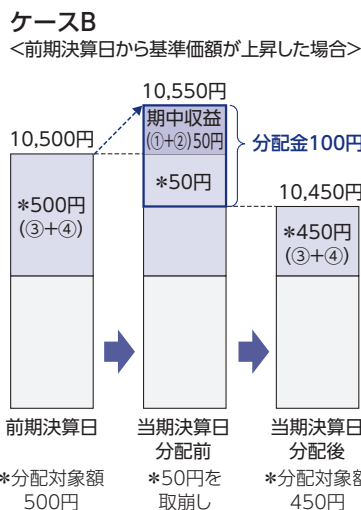 ケースB
<前期決算日から基準価額が上昇した場合>
10,550円
期中収益
(①+②)50円
分配金100円
10,500円
*50円
*500円
(③+④)
10,450円
*450円
(③+④)
前期決算日
当期決算日
分配前
当期決算日
分配後
*分配対象額
500円
*50円を
取崩し
*分配対象額
450円